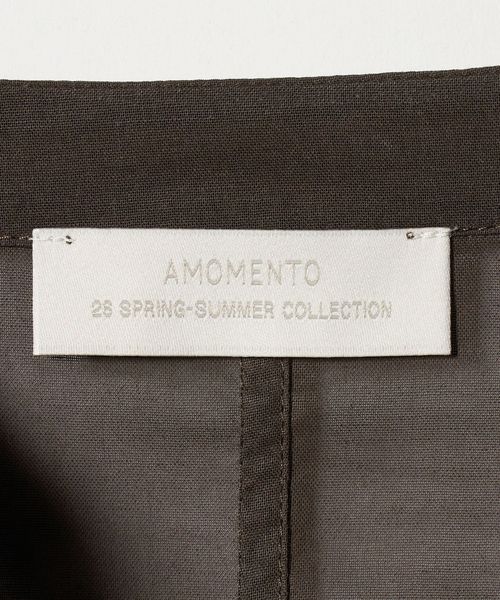 AMOMENTO
26 SPRING-SUMMER COLLECTION